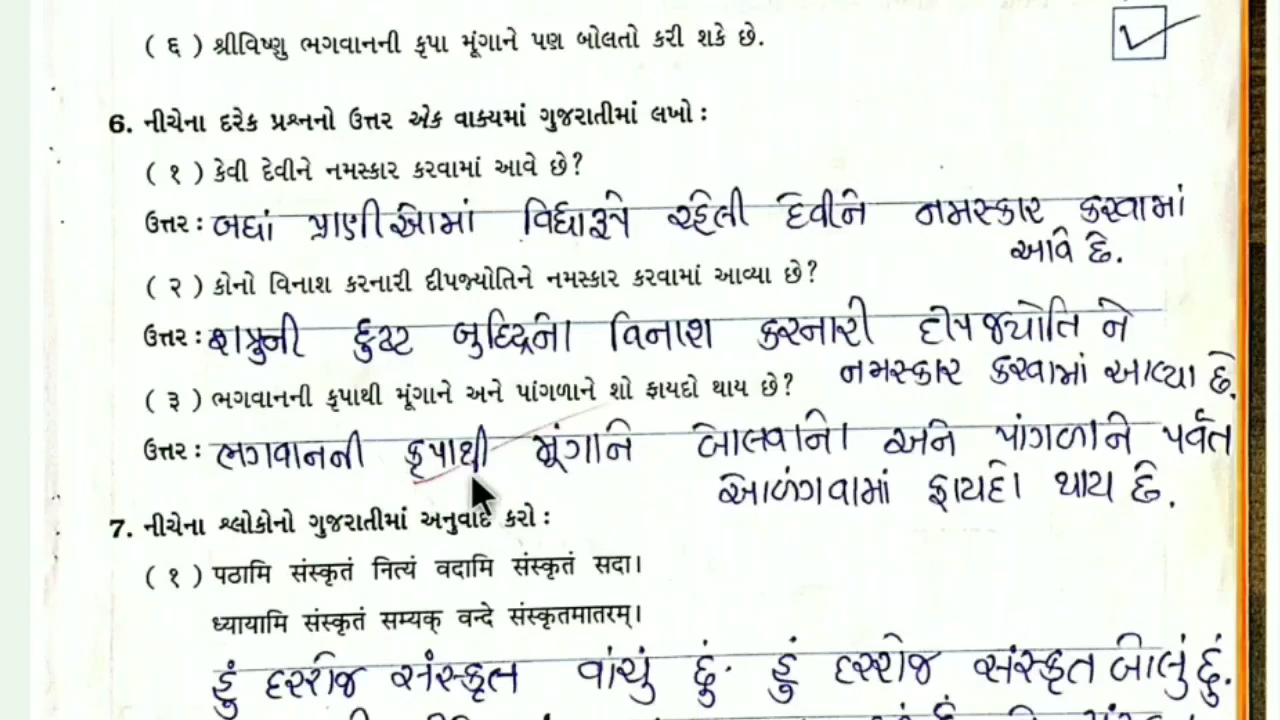 ( ૬ ) શ્રીવિષ્ણુ ભગવાનની કૃપા મૂંગાને પણ બોલતો કરી શકે છે.
6. નીચેના દરેક પ્રશ્નનો ઉત્તર એક વાક્યમાં ગુજરાતીમાં લખો :
( ૧ ) કેવી દેવીને નમસ્કાર કરવામાં આવે છે?
ઉત્તર : બધાં પ્રાણીઓમાં વિદ્યારૂપે રહેલી દેવીને નમસ્કાર કરવામાં
આવે છે.
( ૨ ) કોનો વિનાશ કરનારી દીપજ્યોતિને નમસ્કાર કરવામાં આવ્યા છે?
ઉત્તર : શત્રુની દુષ્ટ બુદ્ધિનો વિનાશ કરનારી દીપજ્યોતિ ને
નમસ્કાર કરવામાં આવ્યા છે.
( ૩ ) ભગવાનની કૃપાથી મૂંગાને અને પાંગળાને શો ફાયદો થાય છે?
ઉત્તર : ભગવાનની કૃપાથી મૂંગાને બોલવાનો અને પાંગળાને પર્વત
ઓળંગવામાં ફાયદો થાય છે.
7. નીચેના શ્લોકોનો ગુજરાતીમાં અનુવાદ કરો :
( ૧ ) પઠામિ संस्कृतं नित्यं वदामि संस्कृतं सदा।
ध्यायामि संस्कृतं सम्यक् वन्दे संस्कृतमातरम्।
હું દરરોજ સંસ્કૃત વાંચું છું. હું દરરોજ સંસ્કૃત બોલું છું.